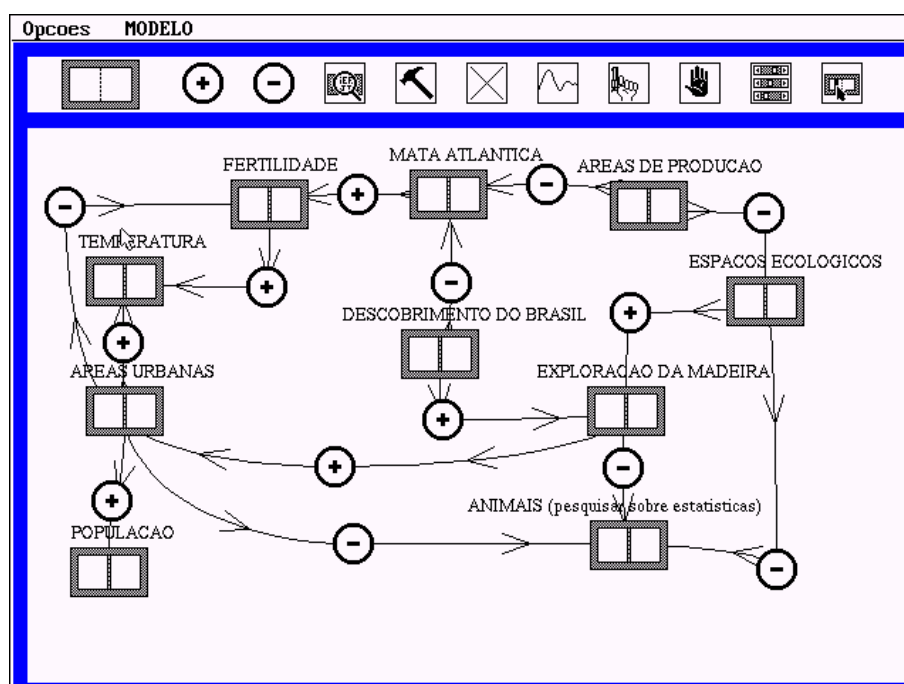 Opcoes MODELO
FERTILIDADE
MATA ATLANTICA
AREAS DE PRODUCAO
TEMPERATURA
ESPACOS ECOLOGICOS
DESCOBRIMENTO DO BRASIL
AREAS URBANAS
EXPLORACAO DA MADEIRA
ANIMAIS (pesquisar sobre estatisticas)
POPULACAO